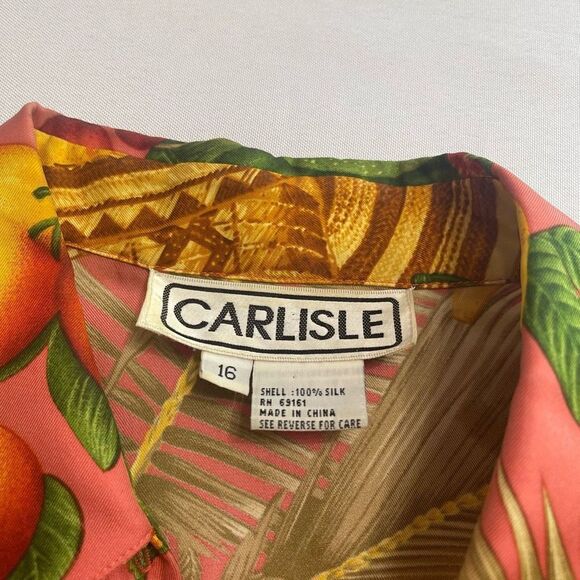 CARLISLE
16
SHELL :100% SILK
RN 69161
MADE IN CHINA
SEE REVERSE FOR CARE